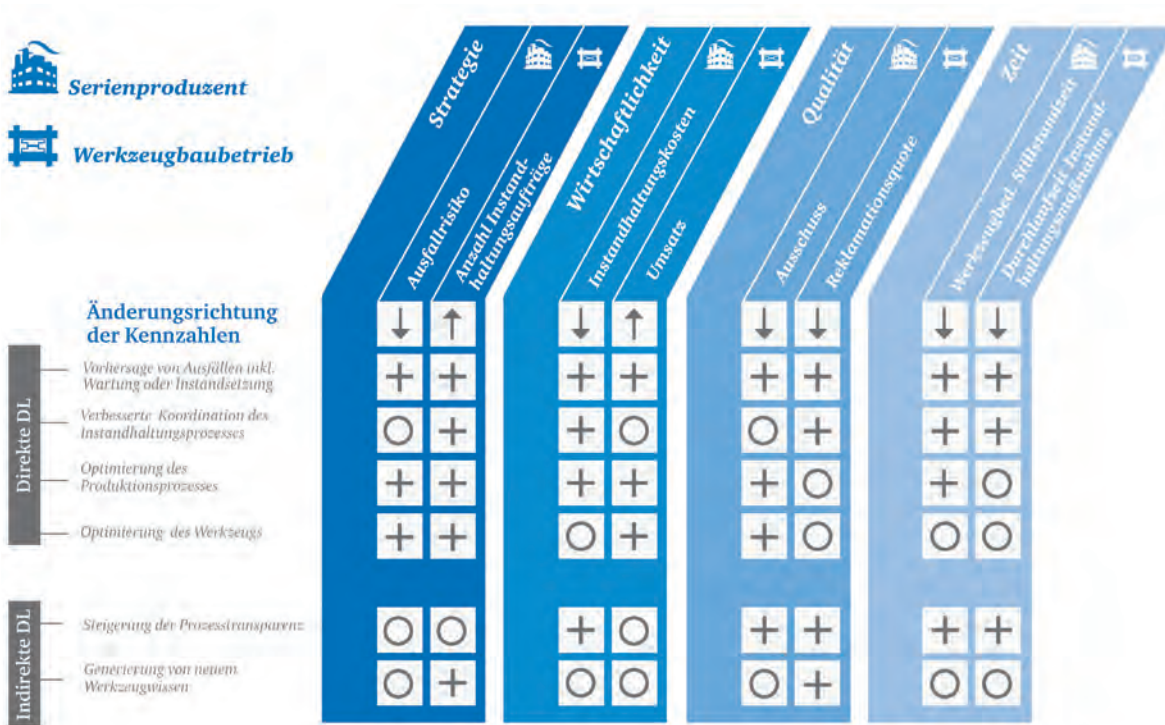 Serienproduzent
Werkzeugbaubetrieb
Strategie
Ausfallrisiko
Anzahl Instand-
haltungsaufträge
Wirtschaftlichkeit
Instandhaltungskosten
Umsatz
Qualität
Ausschuss
Reklamationsquote
Zeit
Werkzeugbed. Stillstandzeit
Durchlaufzeit Instand-
haltungsmaßnahme
Änderungsrichtung
der Kennzahlen
↓ ↑ ↓ ↑ ↓ ↓ ↓ ↓
Direkte DL
Vorhersage von Ausfällen inkl.
Wartung oder Instandsetzung
+ + + + + + + +
Verbesserte Koordination des
Instandhaltungsprozesses
○ + + ○ ○ + + +
Optimierung des
Produktionsprozesses
+ + + + + ○ + ○
Optimierung des Werkzeugs
+ + ○ + + ○ ○ ○
Indirekte DL
Steigerung der Prozesstransparenz
○ ○ + ○ + + + +
Generierung von neuem
Werkzeugwissen
○ + ○ ○ ○ + ○ ○